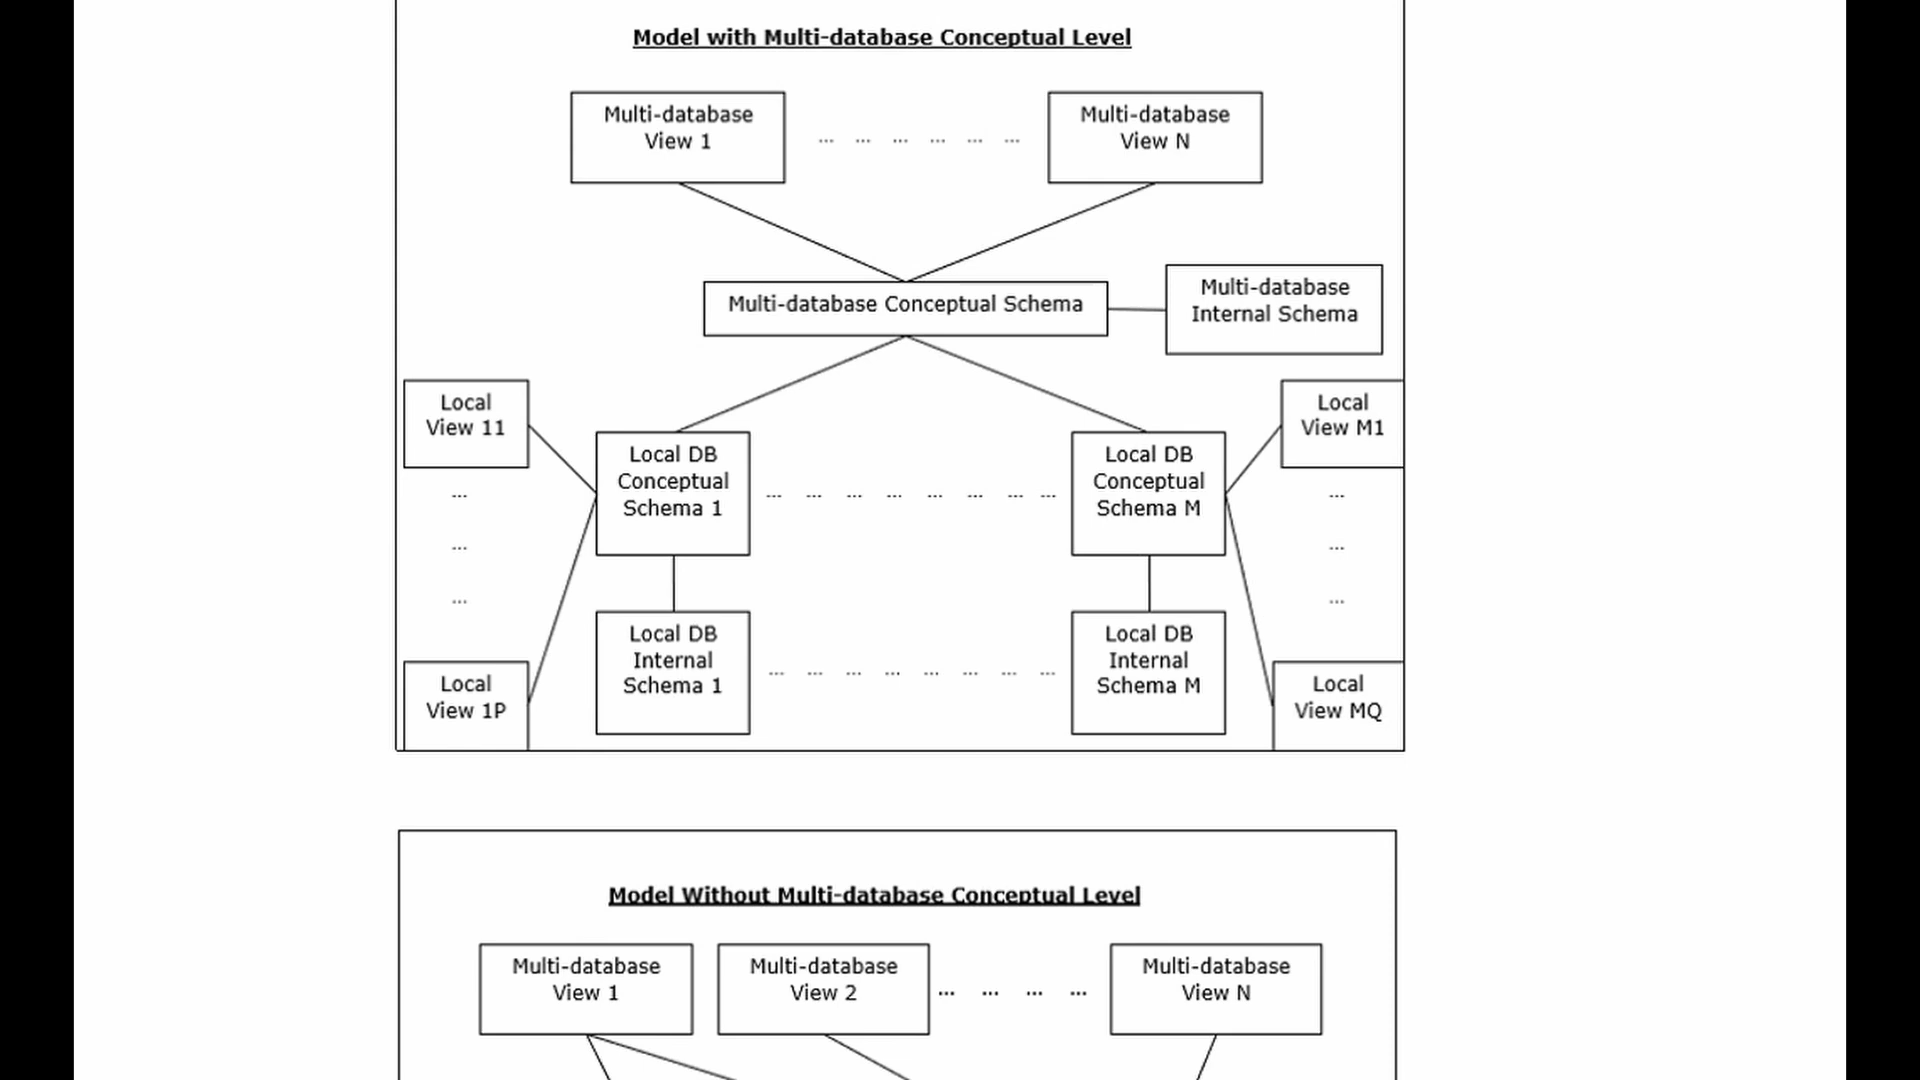 Model with Multi-database Conceptual Level
Multi-database
View 1
... ... ... ... ... ...
Multi-database
View N
Multi-database Conceptual Schema
Multi-database
Internal Schema
Local
View 11
...
...
...
Local
View 1P
Local DB
Conceptual
Schema 1
... ... ... ... ... ... ... ...
Local DB
Conceptual
Schema M
Local
View M1
...
...
...
Local
View MQ
Local DB
Internal
Schema 1
... ... ... ... ... ... ... ...
Local DB
Internal
Schema M
Model Without Multi-database Conceptual Level
Multi-database
View 1
Multi-database
View 2
... ... ... ...
Multi-database
View N